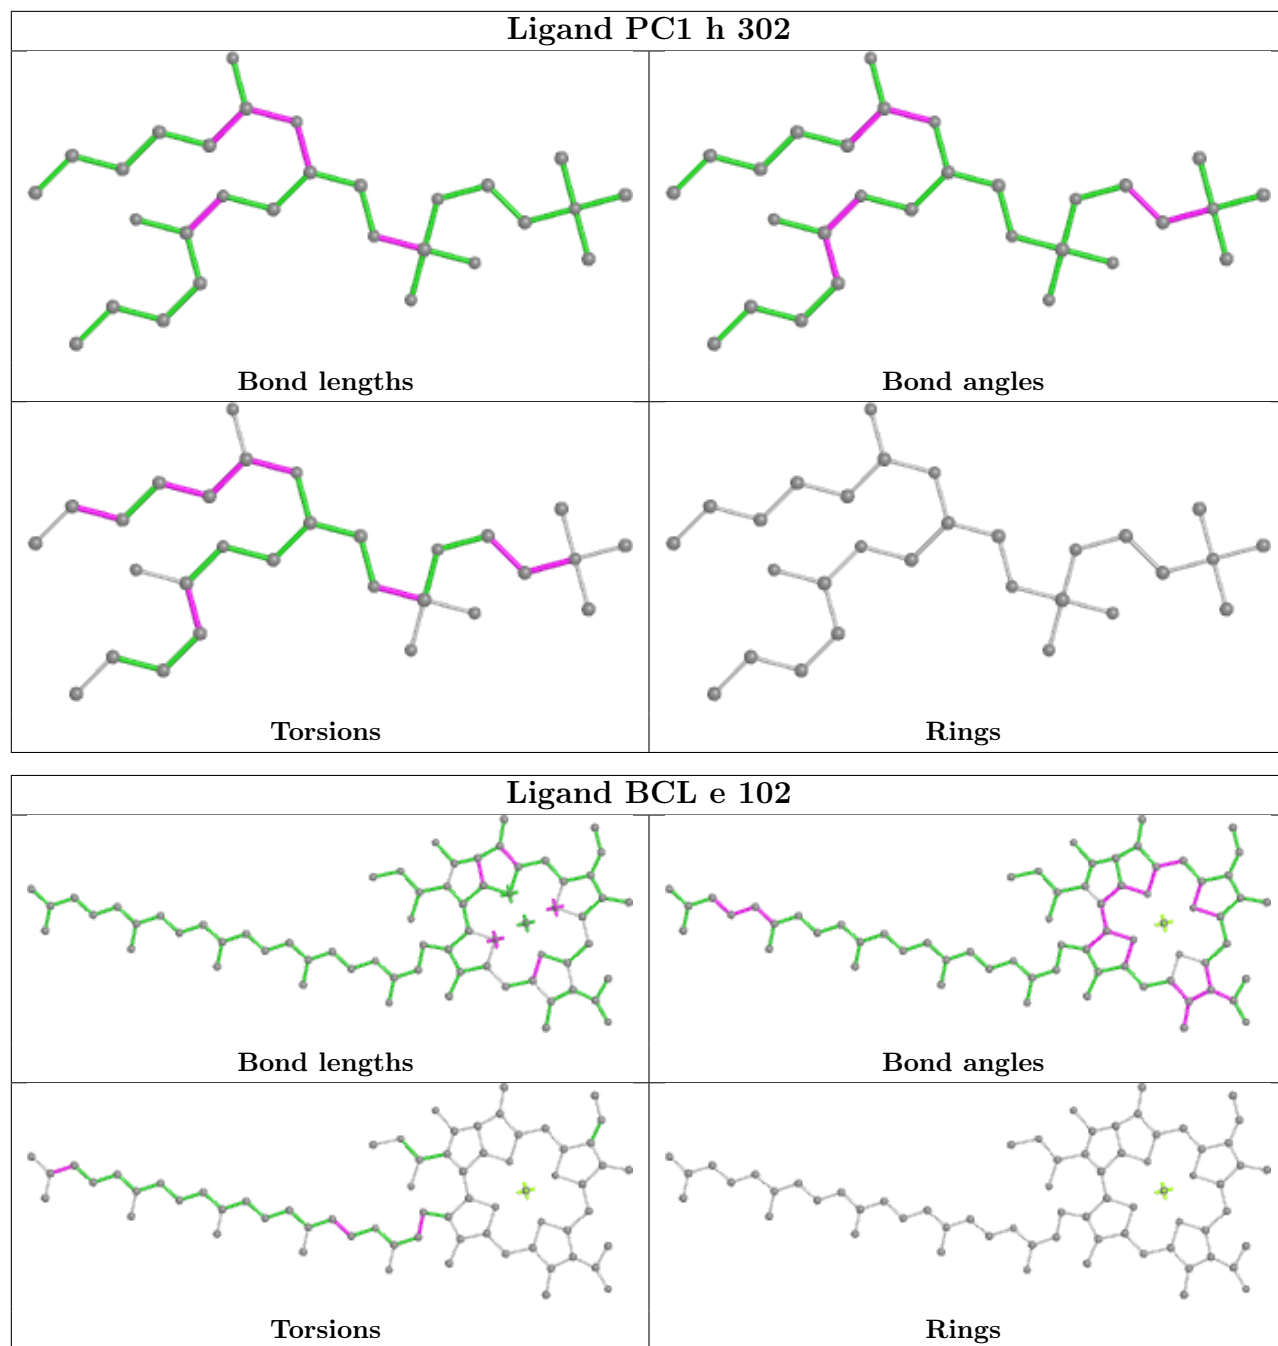 Ligand PC1 h 302
Bond lengths
Bond angles
Torsions
Rings
Ligand BCL e 102
Bond lengths
Bond angles
Torsions
Rings